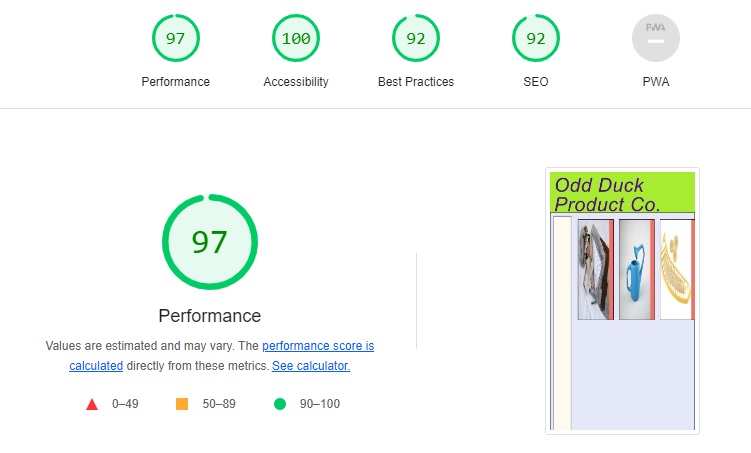 97
100
92
92
PWA
Performance
Accessibility
Best Practices
SEO
PWA
97
Performance
Values are estimated and may vary. The performance score is
calculated directly from these metrics. See calculator.
0–49
50–89
90–100
Odd Duck
Product Co.